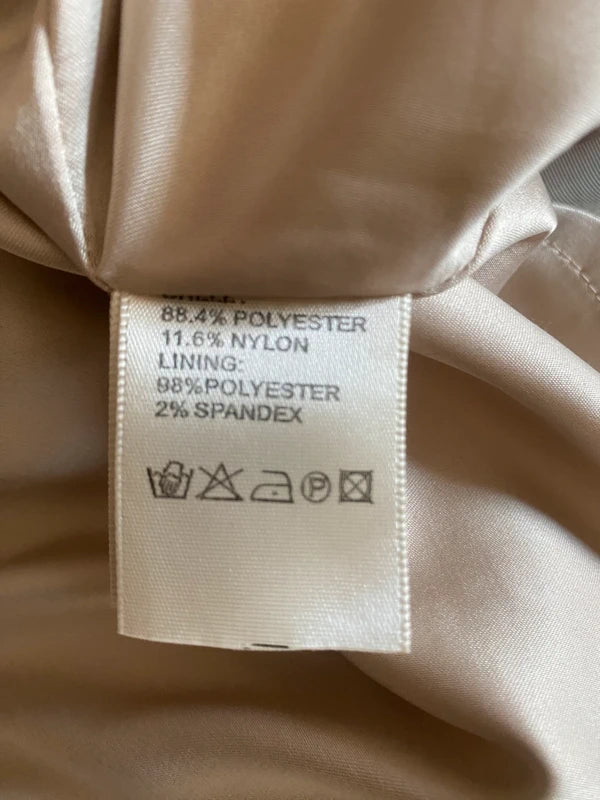 88.4% POLYESTER
11.6% NYLON
LINING:
98%POLYESTER
2% SPANDEX
P